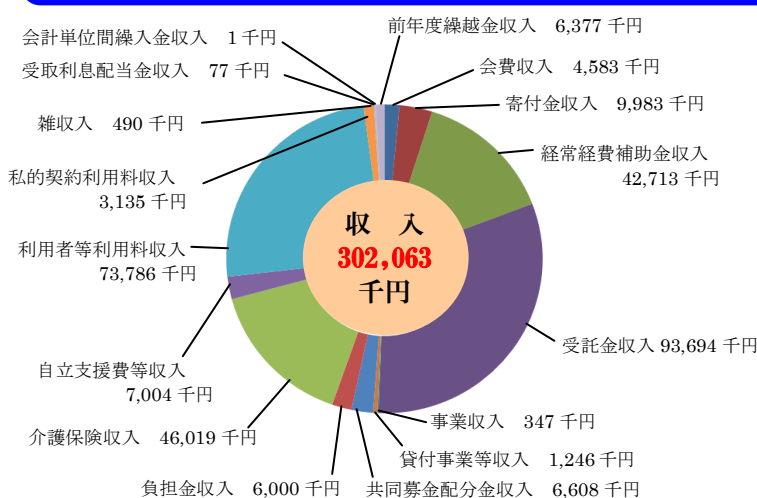 前年度繰越金収入 6,377 千円
会計単位間繰入金収入 1 千円
会費収入 4,583 千円
受取利息配当金収入 77 千円
寄付金収入 9,983 千円
雑収入 490 千円
経常経費補助金収入
42,713 千円
私的契約利用料収入
3,135 千円
収 入
302,063
千円
利用者等利用料収入
73,786 千円
受託金収入 93,694 千円
自立支援費等収入
7,004 千円
事業収入 347 千円
介護保険収入 46,019 千円
貸付事業等収入 1,246 千円
負担金収入 6,000 千円
共同募金配分金収入 6,608 千円